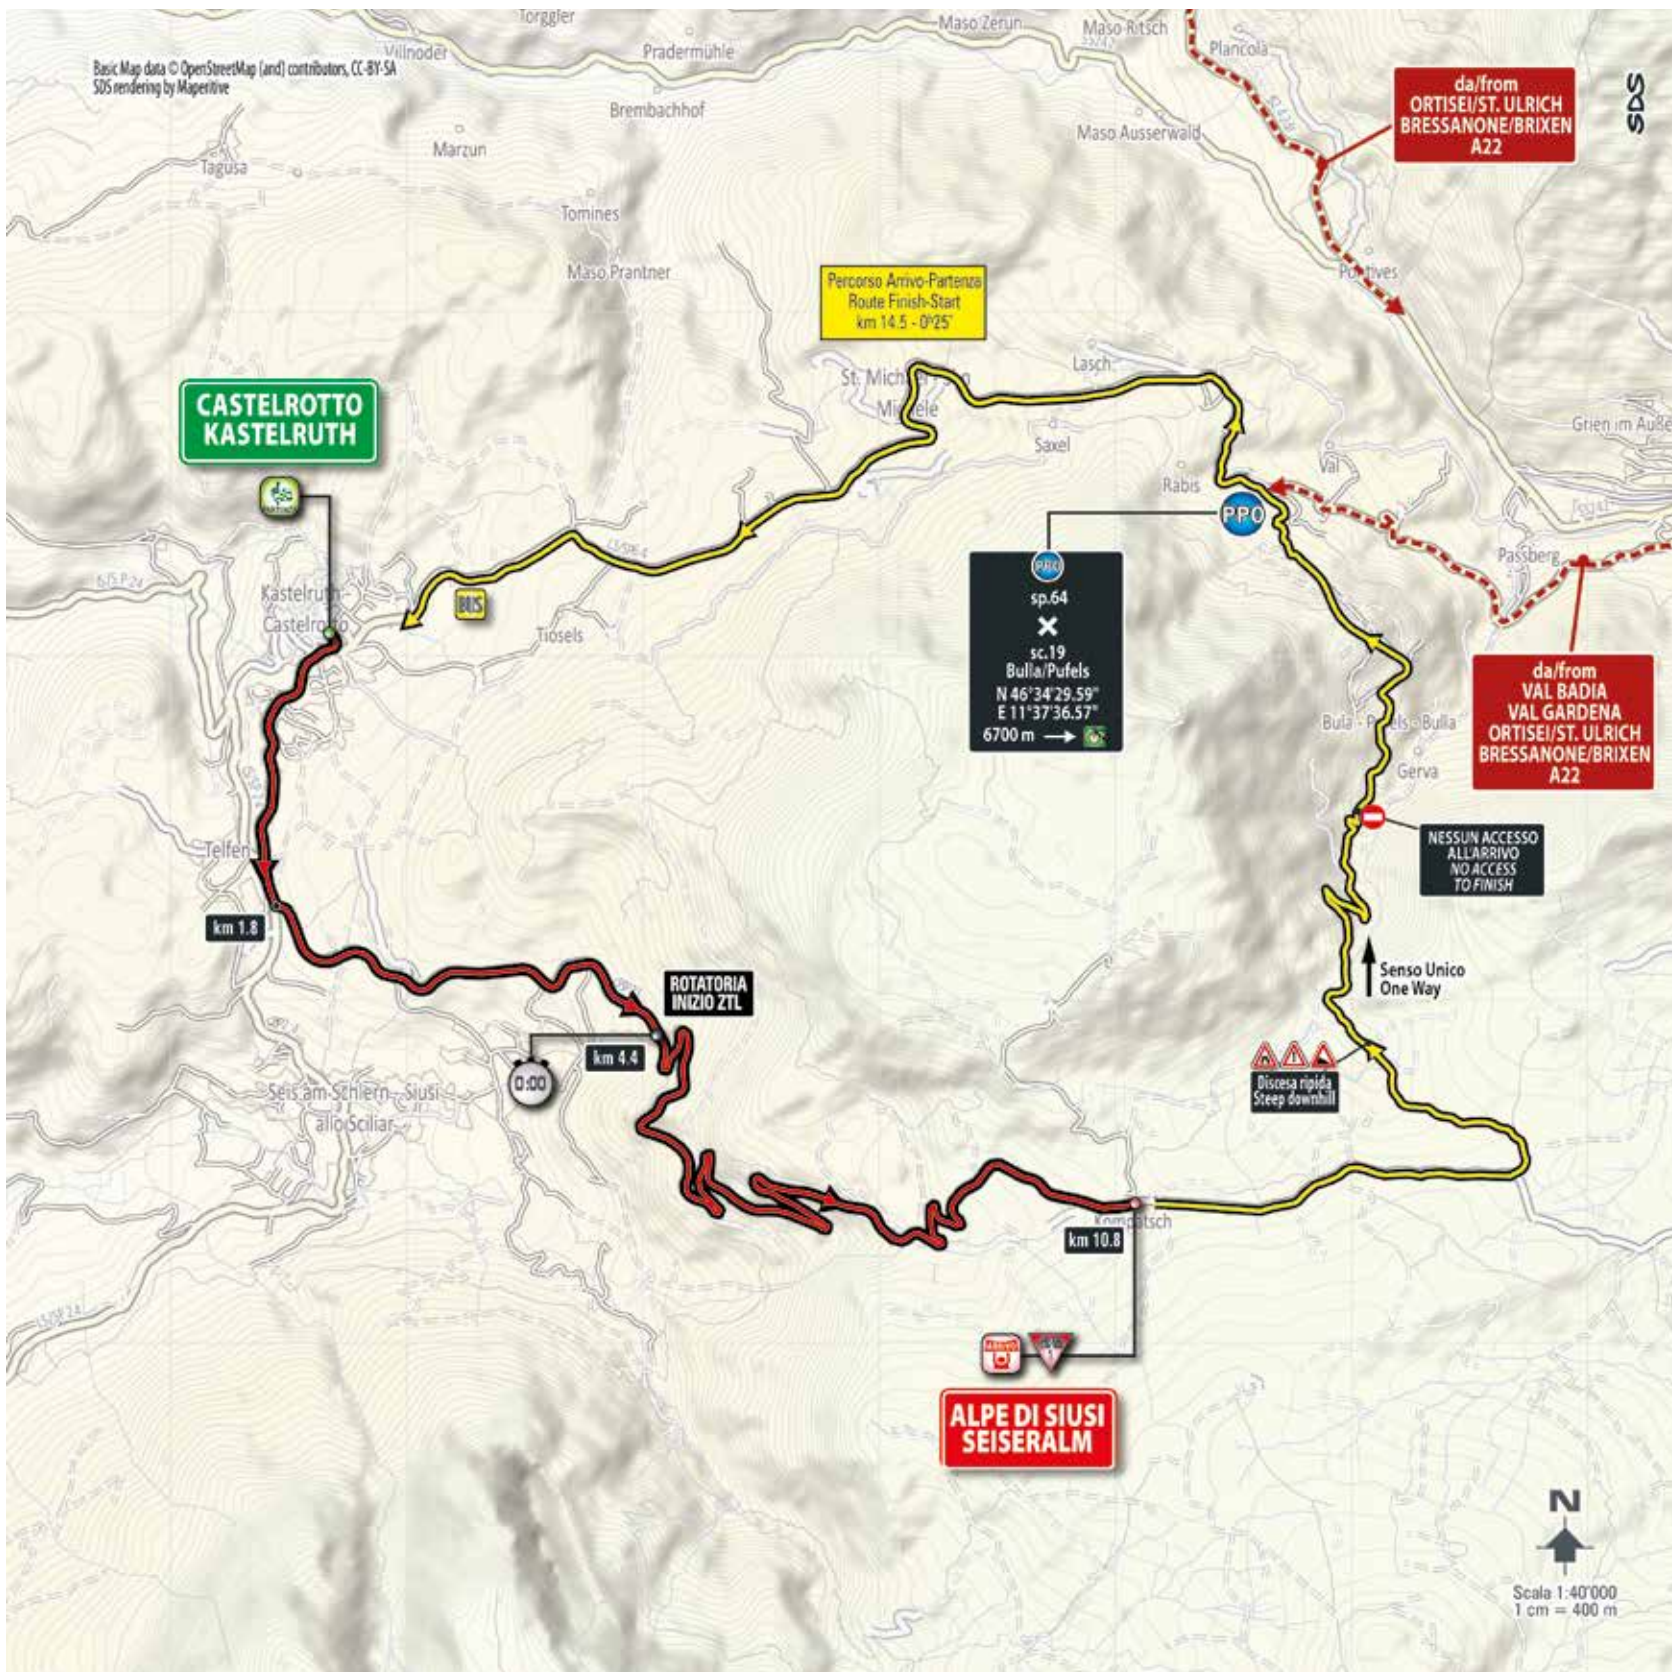 Torggler
Villnöder
Pradermühle
Maso Zerun
Maso Ritsch
Plancola
Basic Map data © OpenStreetMap (and) contributors, CC-BY-SA
SDS rendering by Maperitive
SDS
da/from
ORTISEI/ST. ULRICH
BRESSANONE/BRIXEN
A22
Brembachhof
Maso Ausserwald
Marzun
Tagusa
Tomines
Maso Prantner
Pontives
Percorso Arrivo-Partenza
Route Finish-Start
km 14.5 - 0h25'
Lasch
CASTELROTTO
KASTELRUTH
Saxel
Val
Rabis
PPO
Passberg
PPO
sp.64
sc.19
Bulla/Pufels
N 46°34'29.59"
E 11°37'36.57"
6700 m
Kastelruth
Castelrotto
BUS
Tiosels
da/from
VAL BADIA
VAL GARDENA
ORTISEI/ST. ULRICH
BRESSANONE/BRIXEN
A22
Gerva
NESSUN ACCESSO
ALL'ARRIVO
NO ACCESS
TO FINISH
Telfen
km 1.8
Senso Unico
One Way
ROTATORIA
INIZIO ZTL
km 4.4
0:00
Discesa ripida
Steep downhill
Seis am Schlern - Siusi
allo Sciliar
Kompatsch
km 10.8
ARRIVO
ALPE DI SIUSI
SEISERALM
N
Scala 1:40'000
1 cm = 400 m